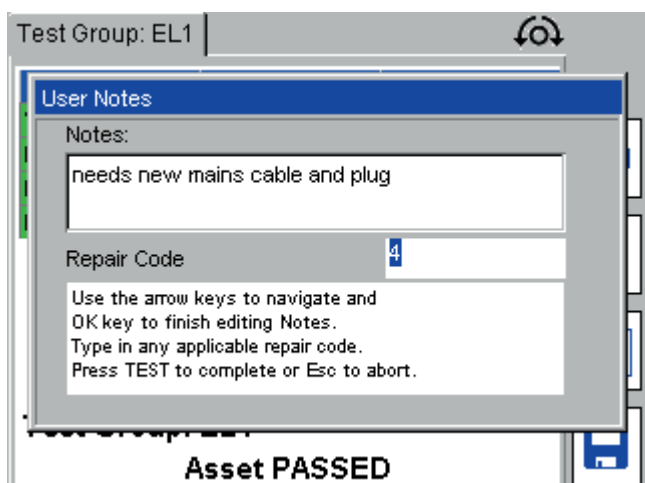 Test Group: EL1
User Notes
Notes:
needs new mains cable and plug
Repair Code 4
Use the arrow keys to navigate and
OK key to finish editing Notes.
Type in any applicable repair code.
Press TEST to complete or Esc to abort.
Asset PASSED